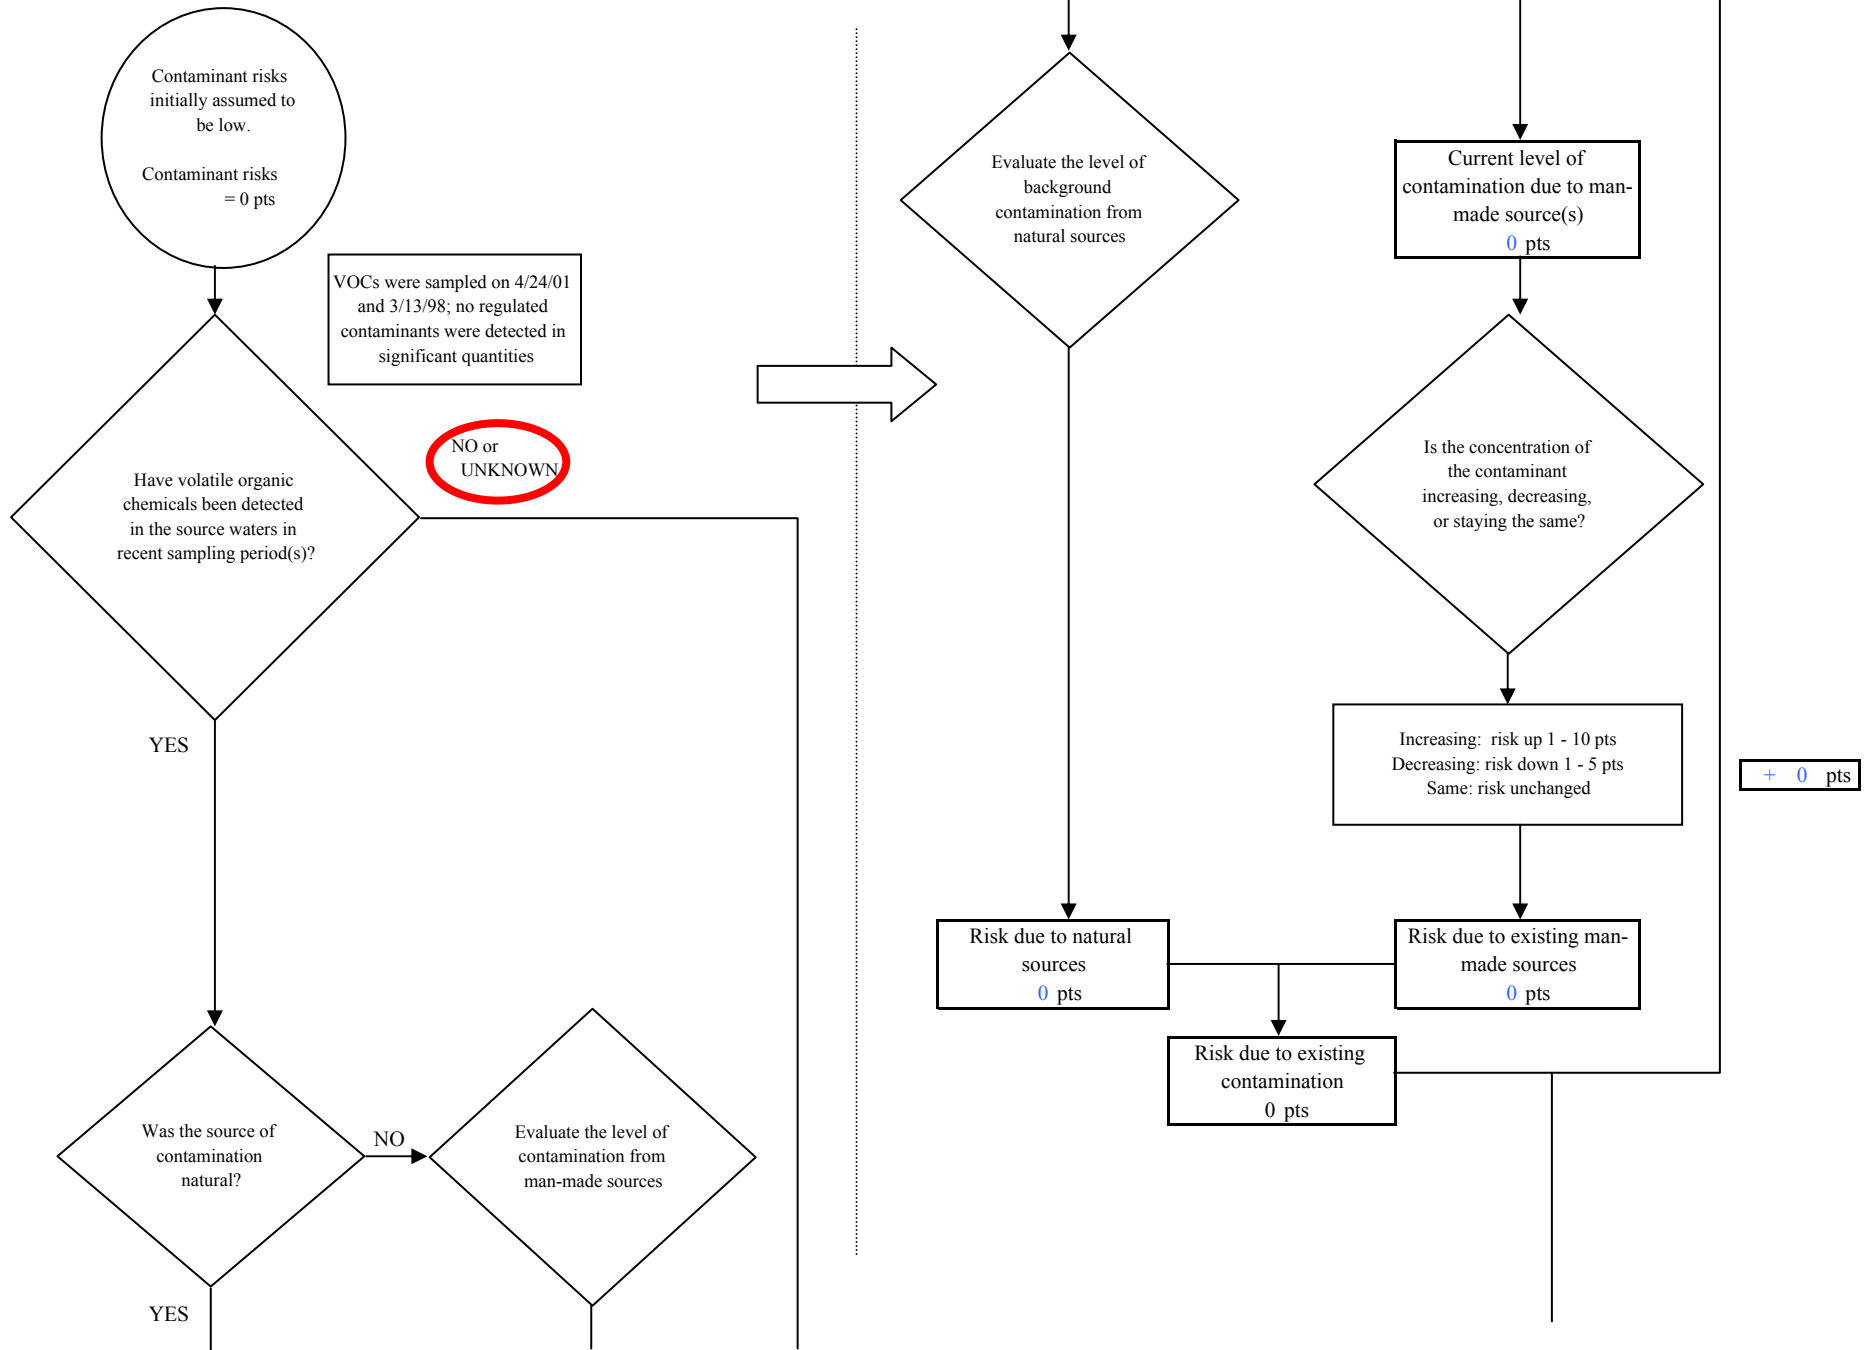 Contaminant risks
initially assumed to
be low.
Contaminant risks
= 0 pts
VOCs were sampled on 4/24/01
and 3/13/98; no regulated
contaminants were detected in
significant quantities
NO or
UNKNOWN
Have volatile organic
chemicals been detected
in the source waters in
recent sampling period(s)?
YES
Was the source of
contamination
natural?
NO
Evaluate the level of
contamination from
man-made sources
YES
Evaluate the level of
background
contamination from
natural sources
Current level of
contamination due to man-
made source(s)
0 pts
Is the concentration of
the contaminant
increasing, decreasing,
or staying the same?
Increasing: risk up 1 - 10 pts
Decreasing: risk down 1 - 5 pts
Same: risk unchanged
+ 0 pts
Risk due to natural
sources
0 pts
Risk due to existing man-
made sources
0 pts
Risk due to existing
contamination
0 pts